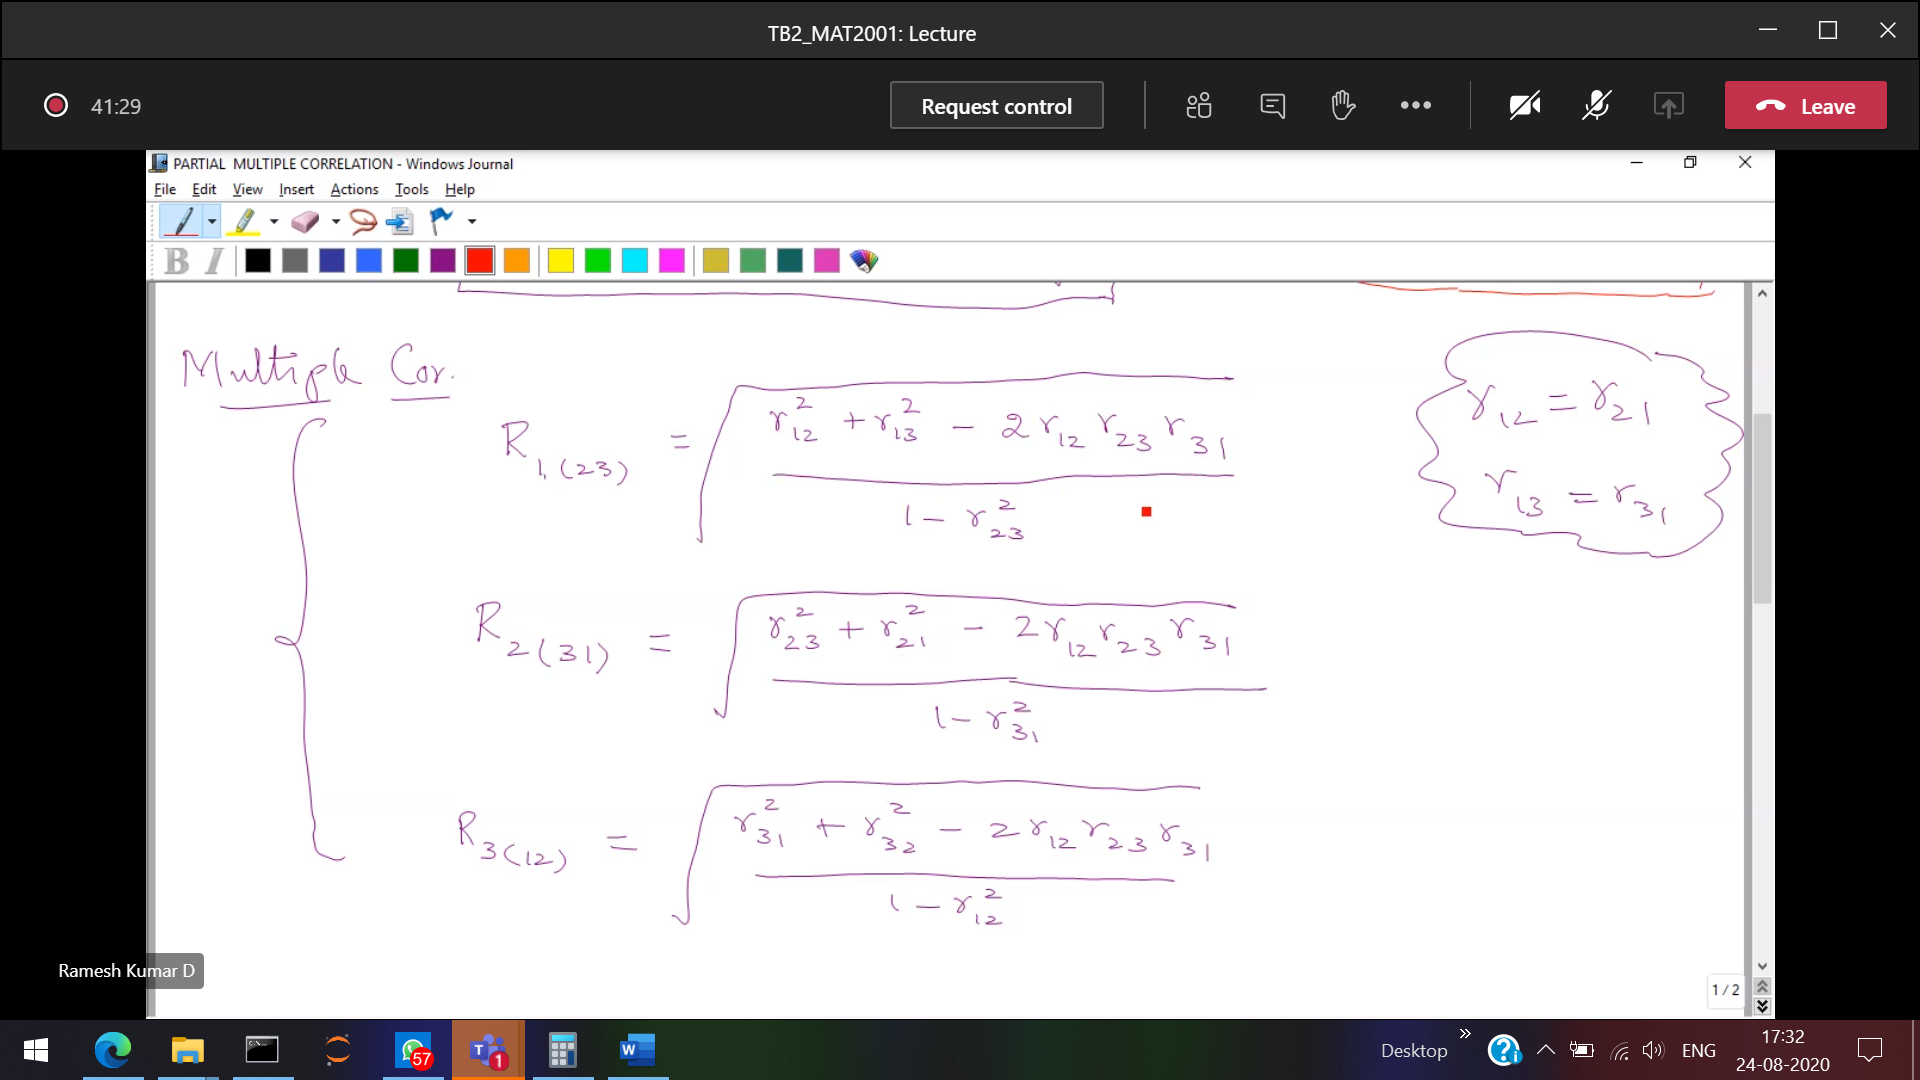 TB2_MAT2001: Lecture
41:29
Request control
Leave
PARTIAL MULTIPLE CORRELATION - Windows Journal
File Edit View Insert Actions Tools Help
B I
Multiple Cor.
R₁.(₂₃) = √((r₁₂² + r₁₃² − 2 r₁₂ r₂₃ r₃₁) / (1 − r₂₃²))
r₁₂ = r₂₁
r₁₃ = r₃₁
R₂(₃₁) = √((r₂₃² + r₂₁² − 2 r₁₂ r₂₃ r₃₁) / (1 − r₃₁²))
R₃(₁₂) = √((r₃₁² + r₃₂² − 2 r₁₂ r₂₃ r₃₁) / (1 − r₁₂²))
Ramesh Kumar D
1 / 2
57
1
Desktop
ENG
17:32
24-08-2020